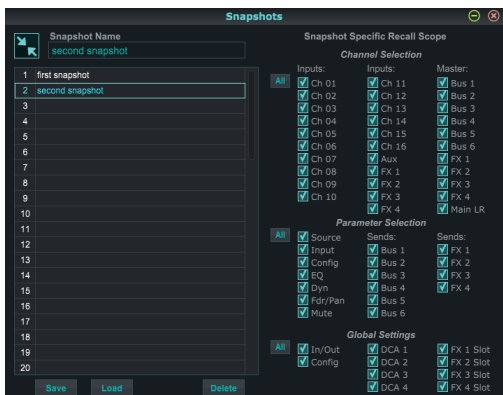 Snapshots
Snapshot Name
second snapshot
1 first snapshot
2 second snapshot
3
4
5
6
7
8
9
10
11
12
13
14
15
16
17
18
19
20
Save Load Delete
Snapshot Specific Recall Scope
Channel Selection
Inputs: Inputs: Master:
All Ch 01 Ch 11 Bus 1
Ch 02 Ch 12 Bus 2
Ch 03 Ch 13 Bus 3
Ch 04 Ch 14 Bus 4
Ch 05 Ch 15 Bus 5
Ch 06 Ch 16 Bus 6
Ch 07 Aux FX 1
Ch 08 FX 1 FX 2
Ch 09 FX 2 FX 3
Ch 10 FX 3 FX 4
FX 4 Main LR
Parameter Selection
All Source Sends: Sends:
Input Bus 1 FX 1
Config Bus 2 FX 2
EQ Bus 3 FX 3
Dyn Bus 4 FX 4
Fdr/Pan Bus 5
Mute Bus 6
Global Settings
All In/Out DCA 1 FX 1 Slot
Config DCA 2 FX 2 Slot
DCA 3 FX 3 Slot
DCA 4 FX 4 Slot